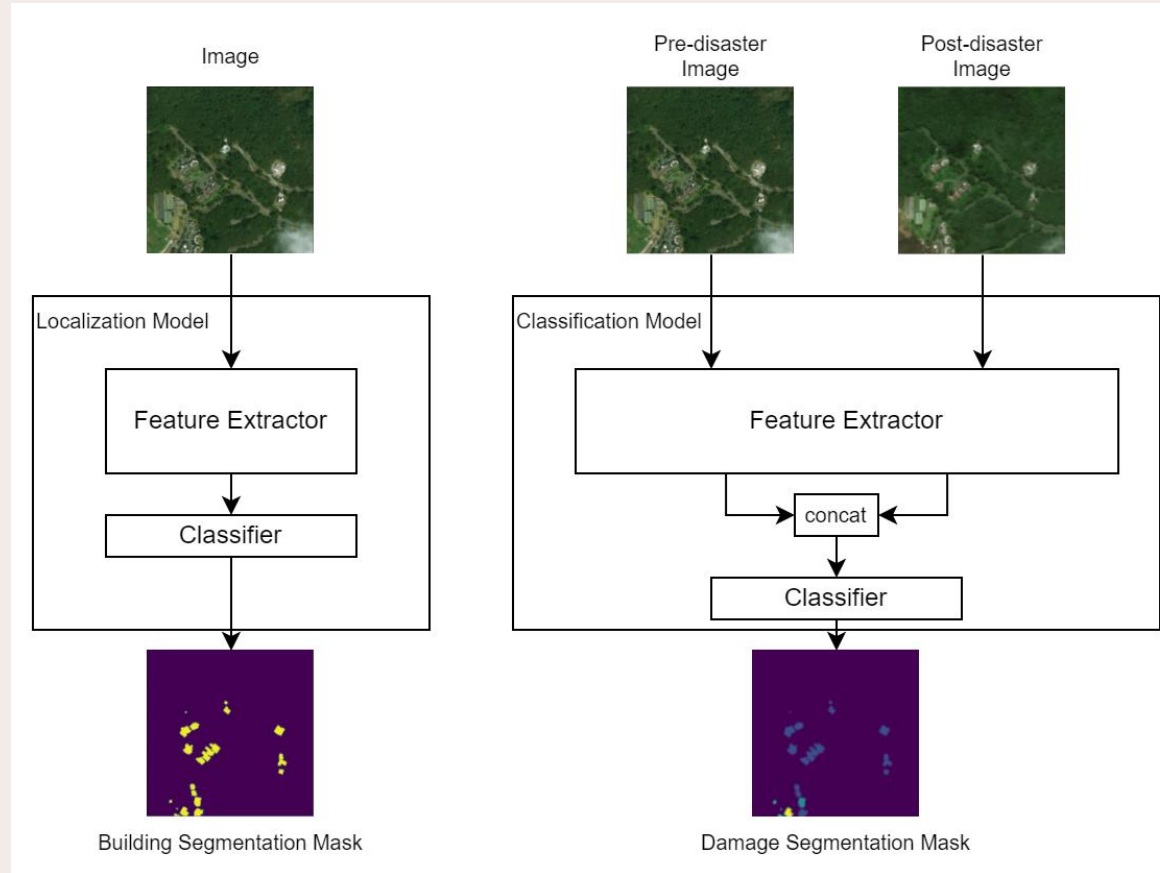 Image
Localization Model
Feature Extractor
Classifier
Building Segmentation Mask
Pre-disaster
Image
Post-disaster
Image
Classification Model
Feature Extractor
concat
Classifier
Damage Segmentation Mask